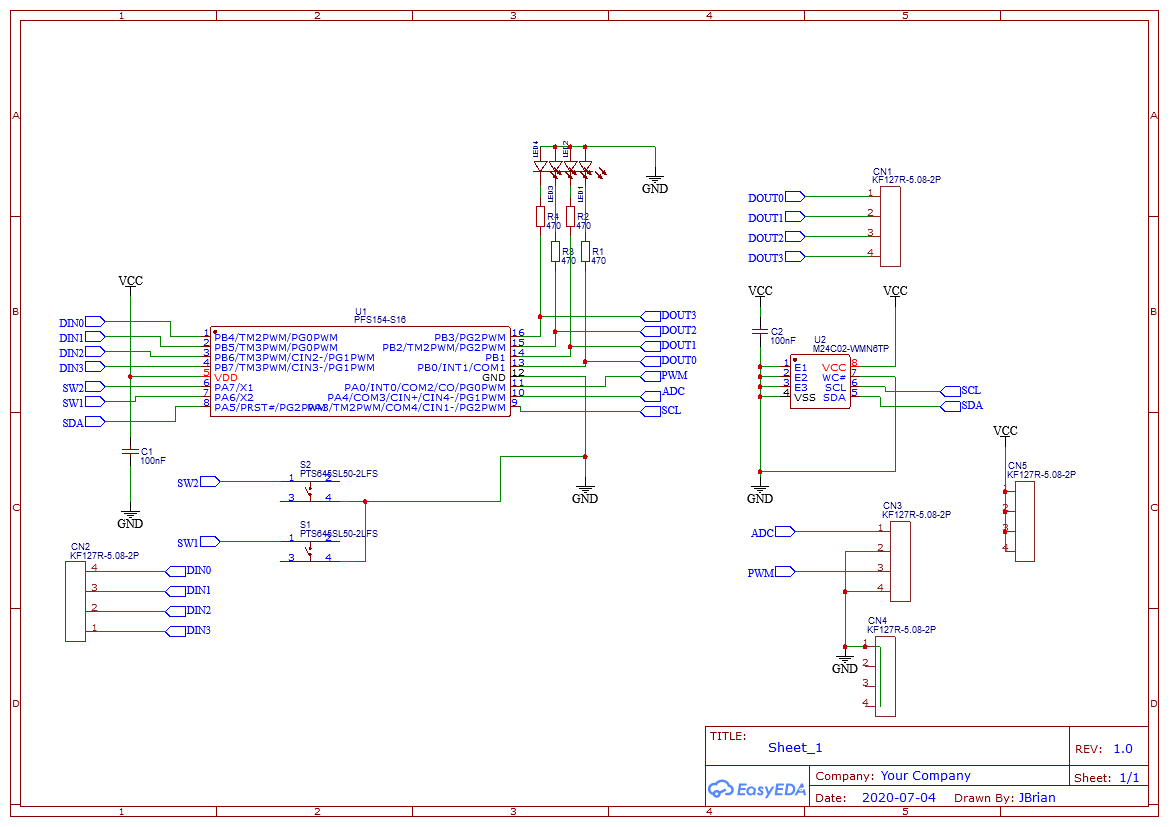 1 2 3 4 5
A A
LED4 LED2
LED3 LED1
GND
R4 470 R2 470
R3 470 R1 470
CN1
KF127R-5.08-2P
DOUT0 1
DOUT1 2
DOUT2 3
DOUT3 4
B B
VCC
U1
PFS154-S16
DIN0
DIN1
DIN2
DIN3
SW2
SW1
SDA
1 PB4/TM2PWM/PG0PWM
2 PB5/TM3PWM/PG0PWM
3 PB6/TM3PWM/CIN2-/PG1PWM
4 PB7/TM3PWM/CIN3-/PG1PWM
5 VDD
6 PA7/X1
7 PA6/X2
8 PA5/PRST#/PG2PWM
PB3/PG2PWM 16
PB2/TM2PWM/PG2PWM 15
PB1 14
PB0/INT1/COM1 13
GND 12
PA0/INT0/COM2/CO/PG0PWM 11
PA4/COM3/CIN+/CIN4-/PG1PWM 10
PA3/TM2PWM/COM4/CIN1-/PG2PWM 9
DOUT3
DOUT2
DOUT1
DOUT0
PWM
ADC
SCL
VCC VCC
C2
100nF
U2
M24C02-WMN6TP
1 E1 VCC 8
2 E2 WC# 7
3 E3 SCL 6
4 VSS SDA 5
SCL
SDA
GND
C1
100nF
GND
GND
S2
PTS645SL50-2LFS
SW2 1 2
3 4
S1
PTS645SL50-2LFS
SW1 1 2
3 4
VCC
CN5
KF127R-5.08-2P
1
2
3
4
C C
CN3
KF127R-5.08-2P
ADC 1
2
PWM 3
4
CN2
KF127R-5.08-2P
4 DIN0
3 DIN1
2 DIN2
1 DIN3
CN4
KF127R-5.08-2P
GND
1
2
3
4
D D
TITLE:
Sheet_1
REV: 1.0
EasyEDA
Company: Your Company
Sheet: 1/1
Date: 2020-07-04 Drawn By: JBrian
1 2 3 4 5